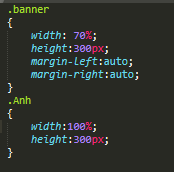 .banner
{
width: 70%;
height:300px;
margin-left:auto;
margin-right:auto;
}
.Anh
{
width:100%;
height:300px;
}